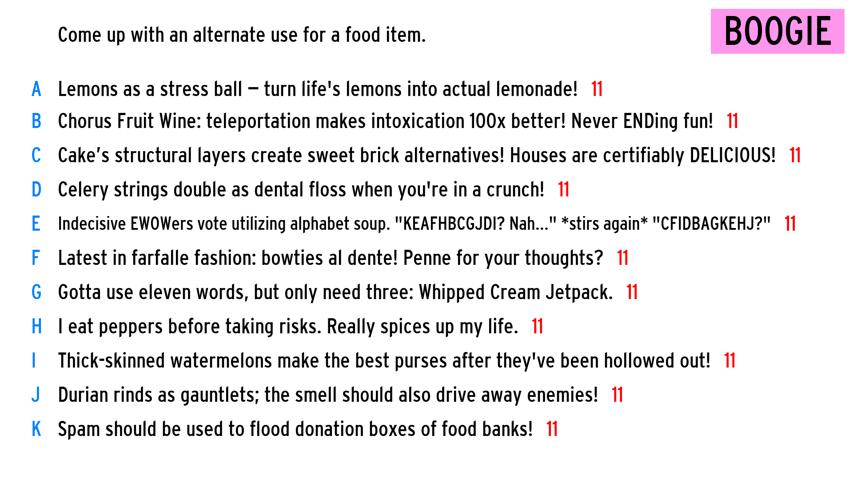 Come up with an alternate use for a food item.
BOOGIE
A Lemons as a stress ball – turn life's lemons into actual lemonade! 11
B Chorus Fruit Wine: teleportation makes intoxication 100x better! Never ENDing fun! 11
C Cake’s structural layers create sweet brick alternatives! Houses are certifiably DELICIOUS! 11
D Celery strings double as dental floss when you're in a crunch! 11
E Indecisive EWOWers vote utilizing alphabet soup. "KEAFHBCGJDI? Nah..." *stirs again* "CFIDBAGKEHJ?" 11
F Latest in farfalle fashion: bowties al dente! Penne for your thoughts? 11
G Gotta use eleven words, but only need three: Whipped Cream Jetpack. 11
H I eat peppers before taking risks. Really spices up my life. 11
I Thick-skinned watermelons make the best purses after they've been hollowed out! 11
J Durian rinds as gauntlets; the smell should also drive away enemies! 11
K Spam should be used to flood donation boxes of food banks! 11